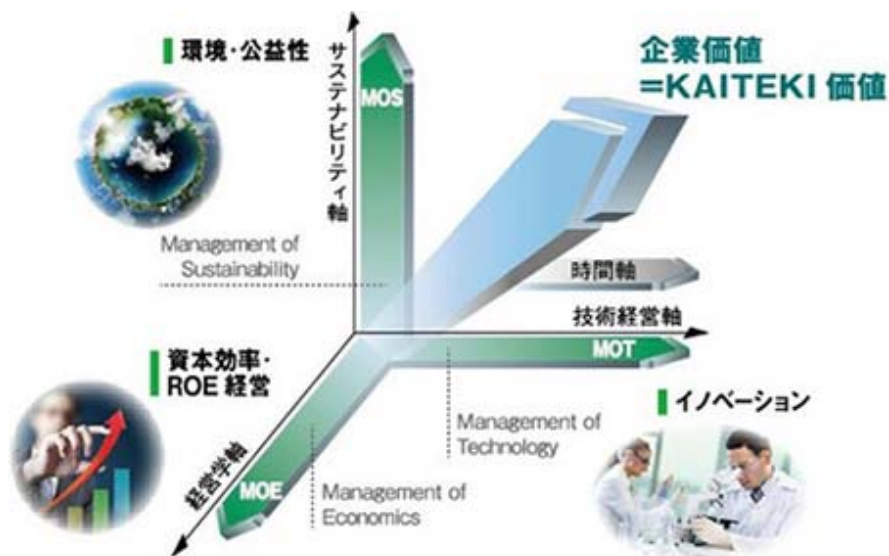 環境・公益性
サステナビリティ軸
MOS
企業価値
=KAITEKI 価値
Management of
Sustainability
時間軸
技術経営軸
MOT
資本効率・
ROE 経営
イノベーション
Management of
Technology
経営学軸
MOE
Management of
Economics